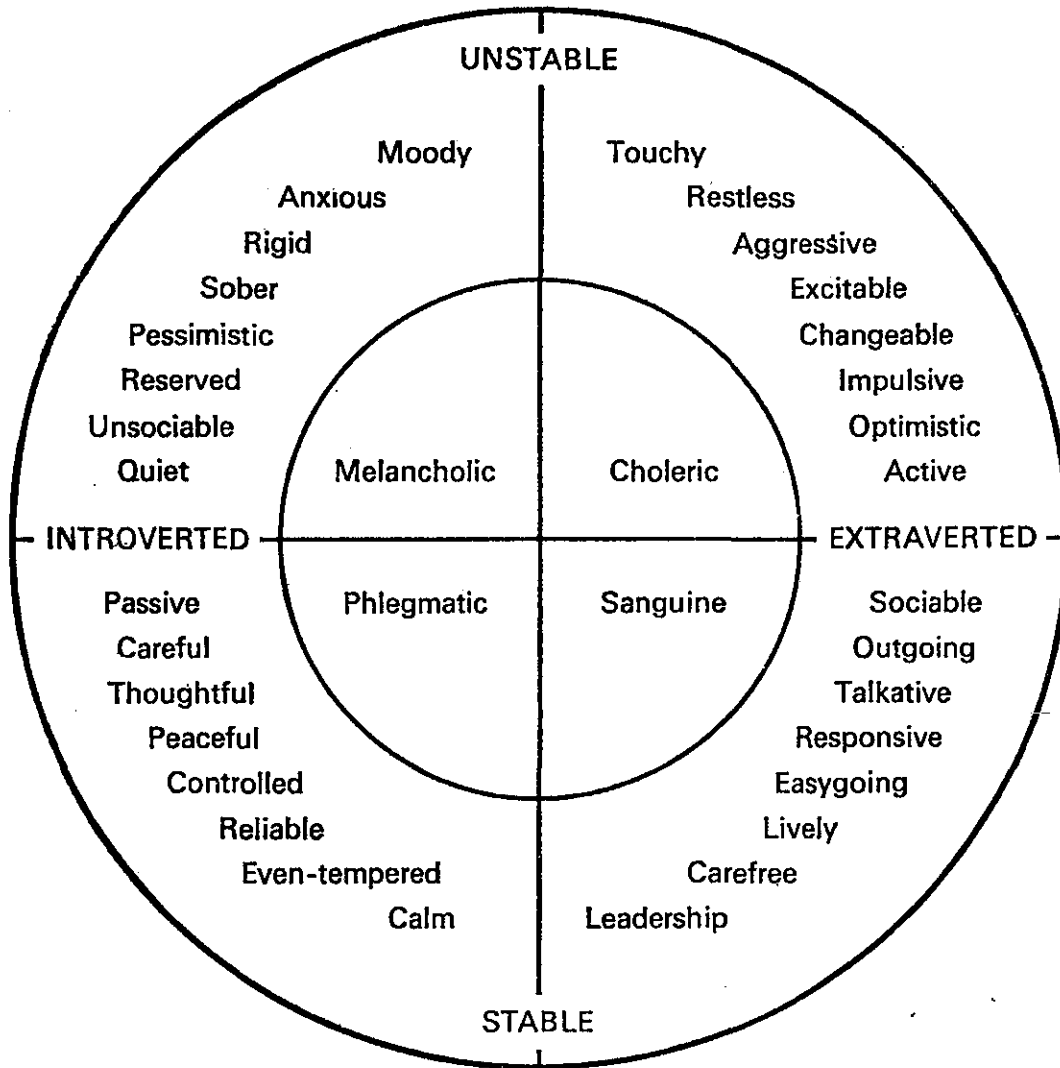 UNSTABLE
Moody Touchy
Anxious Restless
Rigid Aggressive
Sober Excitable
Pessimistic Changeable
Reserved Impulsive
Unsociable Optimistic
Quiet Melancholic Choleric Active
INTROVERTED EXTRAVERTED
Passive Phlegmatic Sanguine Sociable
Careful Outgoing
Thoughtful Talkative
Peaceful Responsive
Controlled Easygoing
Reliable Lively
Even-tempered Carefree
Calm Leadership
STABLE